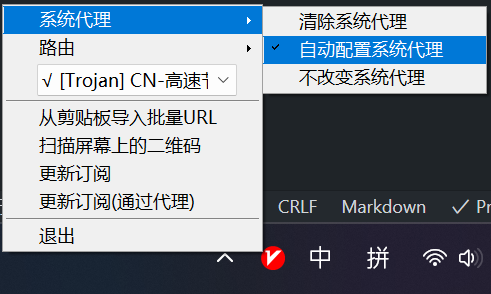 系统代理
路由
√ [Trojan] CN-高速
从剪贴板导入批量URL
扫描屏幕上的二维码
更新订阅
更新订阅(通过代理)
退出
清除系统代理
自动配置系统代理
不改变系统代理
CRLF
Markdown
✓ Pr
中
拼